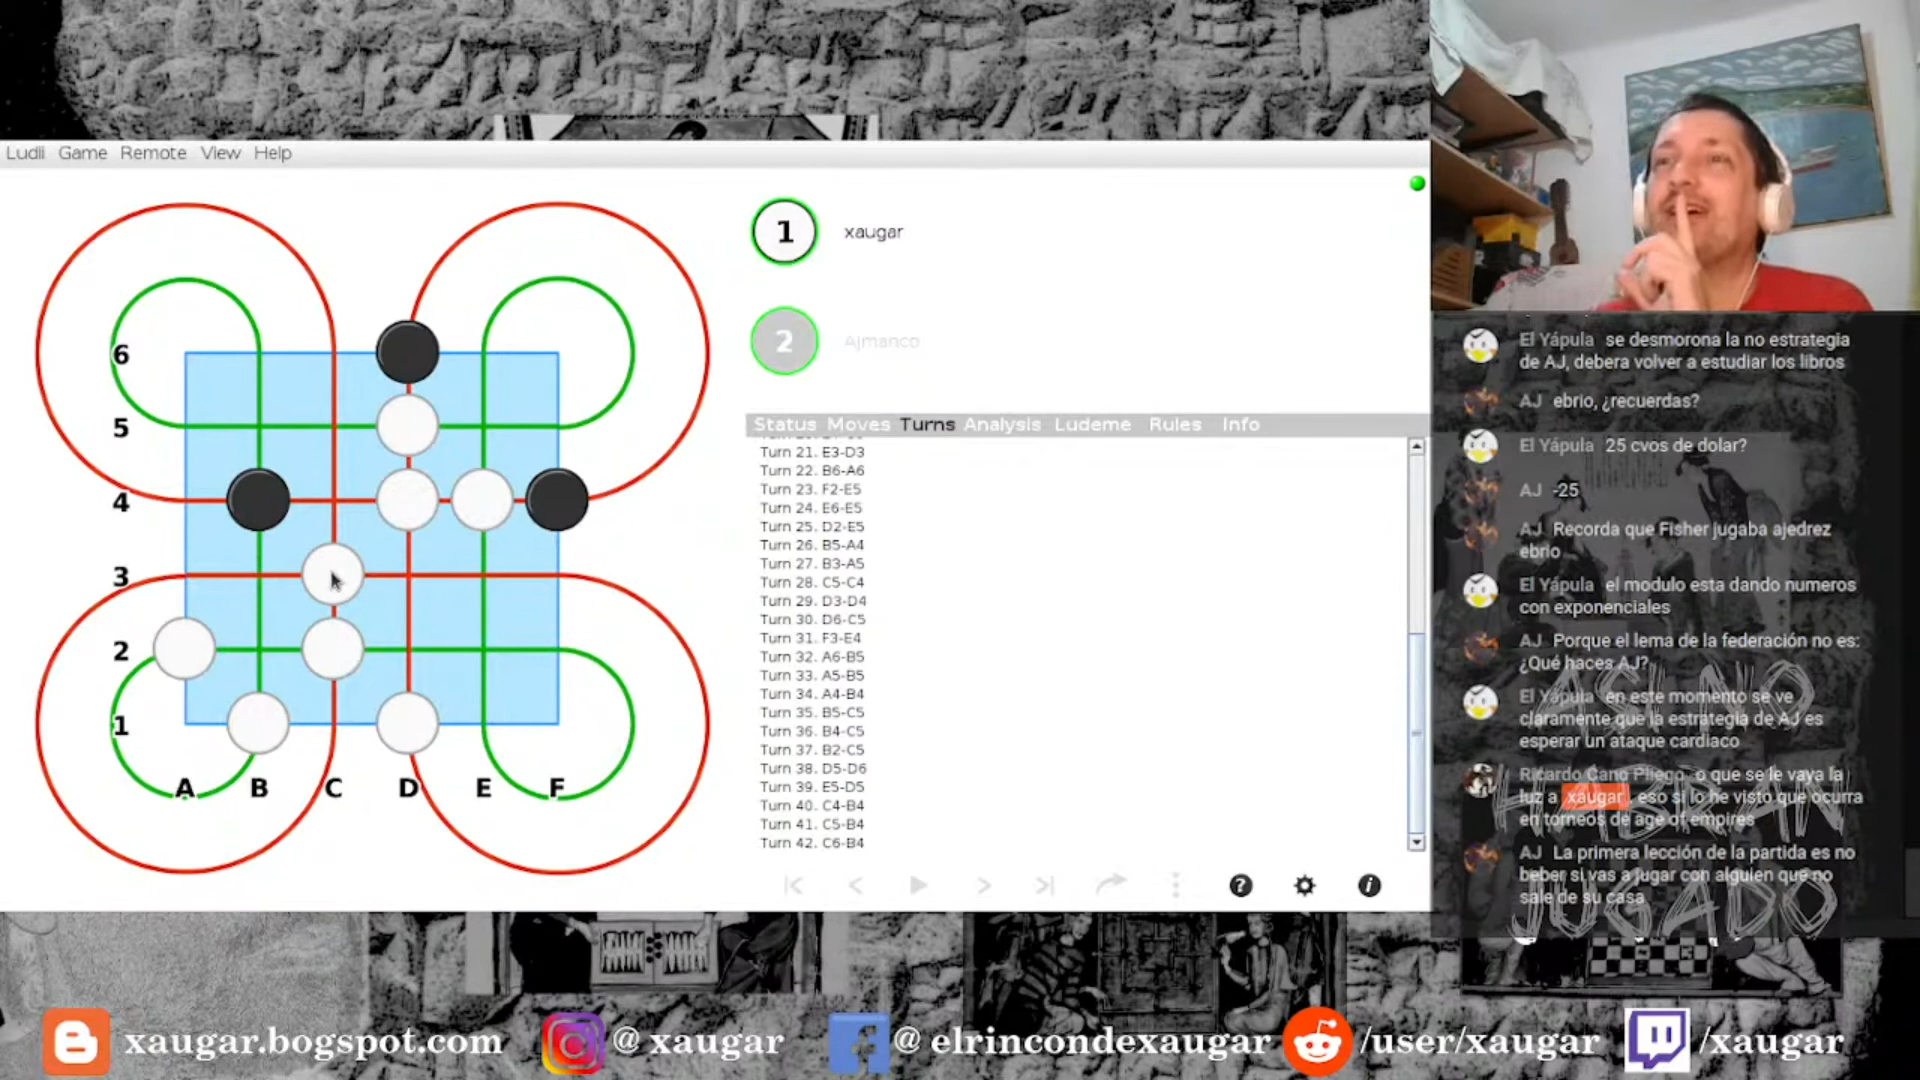 Ludii Game Remote View Help
1 xaugar
2 Ajmanco
6
5
4
3
2
1
A B C D E F
Status Moves Turns Analysis Ludeme Rules Info
Turn 21. E3-D3
Turn 22. B6-A6
Turn 23. F2-E5
Turn 24. E6-E5
Turn 25. D2-E5
Turn 26. B5-A4
Turn 27. B3-A5
Turn 28. C5-C4
Turn 29. D3-D4
Turn 30. D6-C5
Turn 31. F3-E4
Turn 32. A6-B5
Turn 33. A5-B5
Turn 34. A4-B4
Turn 35. B5-C5
Turn 36. B4-C5
Turn 37. B2-C5
Turn 38. D5-D6
Turn 39. E5-D5
Turn 40. C4-B4
Turn 41. C5-B4
Turn 42. C6-B4
El Yápula se desmorona la no estrategia
de AJ, debera volver a estudiar los libros
AJ ebrio, ¿recuerdas?
El Yápula 25 cvos de dolar?
AJ -25
AJ Recorda que Fisher jugaba ajedrez
ebrio
El Yápula el modulo esta dando numeros
con exponenciales
AJ Porque el lema de la federación no es:
¿Qué haces AJ?
El Yápula en este momento se ve
claramente que la estrategia de AJ es
esperar un ataque cardiaco
Ricardo Cano Pliego o que se le vaya la
luz a xaugar, eso si lo he visto que ocurra
en torneos de age of empires
AJ La primera lección de la partida es no
beber si vas a jugar con alguien que no
sale de su casa
ASI NO
HABRAN
JUGADO
xaugar.bogspot.com @ xaugar @ elrincondexaugar /user/xaugar /xaugar